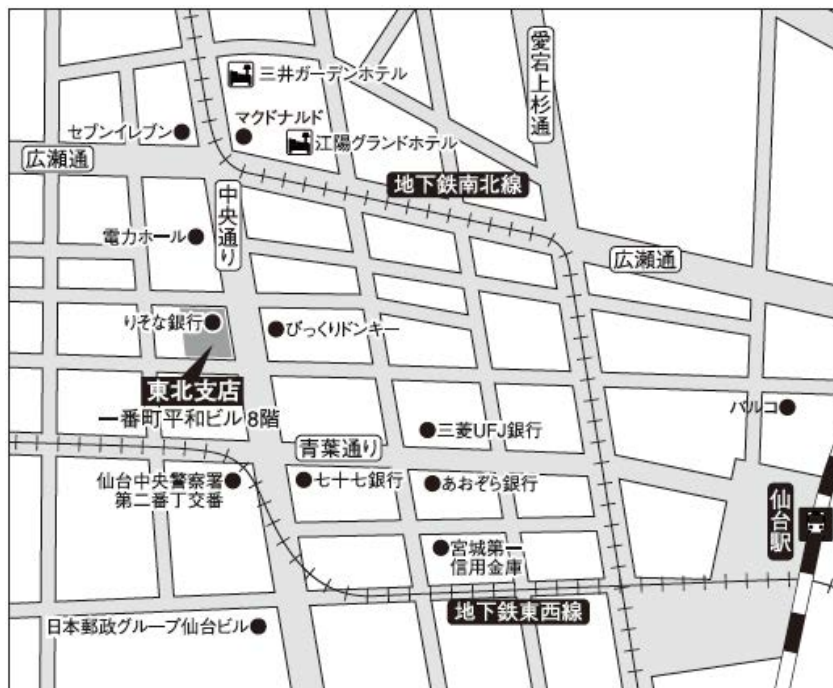 愛宕上杉通
三井ガーデンホテル
マクドナルド
セブンイレブン
江陽グランドホテル
広瀬通
地下鉄南北線
中央通り
電力ホール
広瀬通
りそな銀行
びっくりドンキー
東北支店
一番町平和ビル 8階
パルコ
三菱UFJ銀行
青葉通り
仙台中央警察署
第二番丁交番
七十七銀行
あおぞら銀行
仙台駅
宮城第一
信用金庫
地下鉄東西線
日本郵政グループ仙台ビル